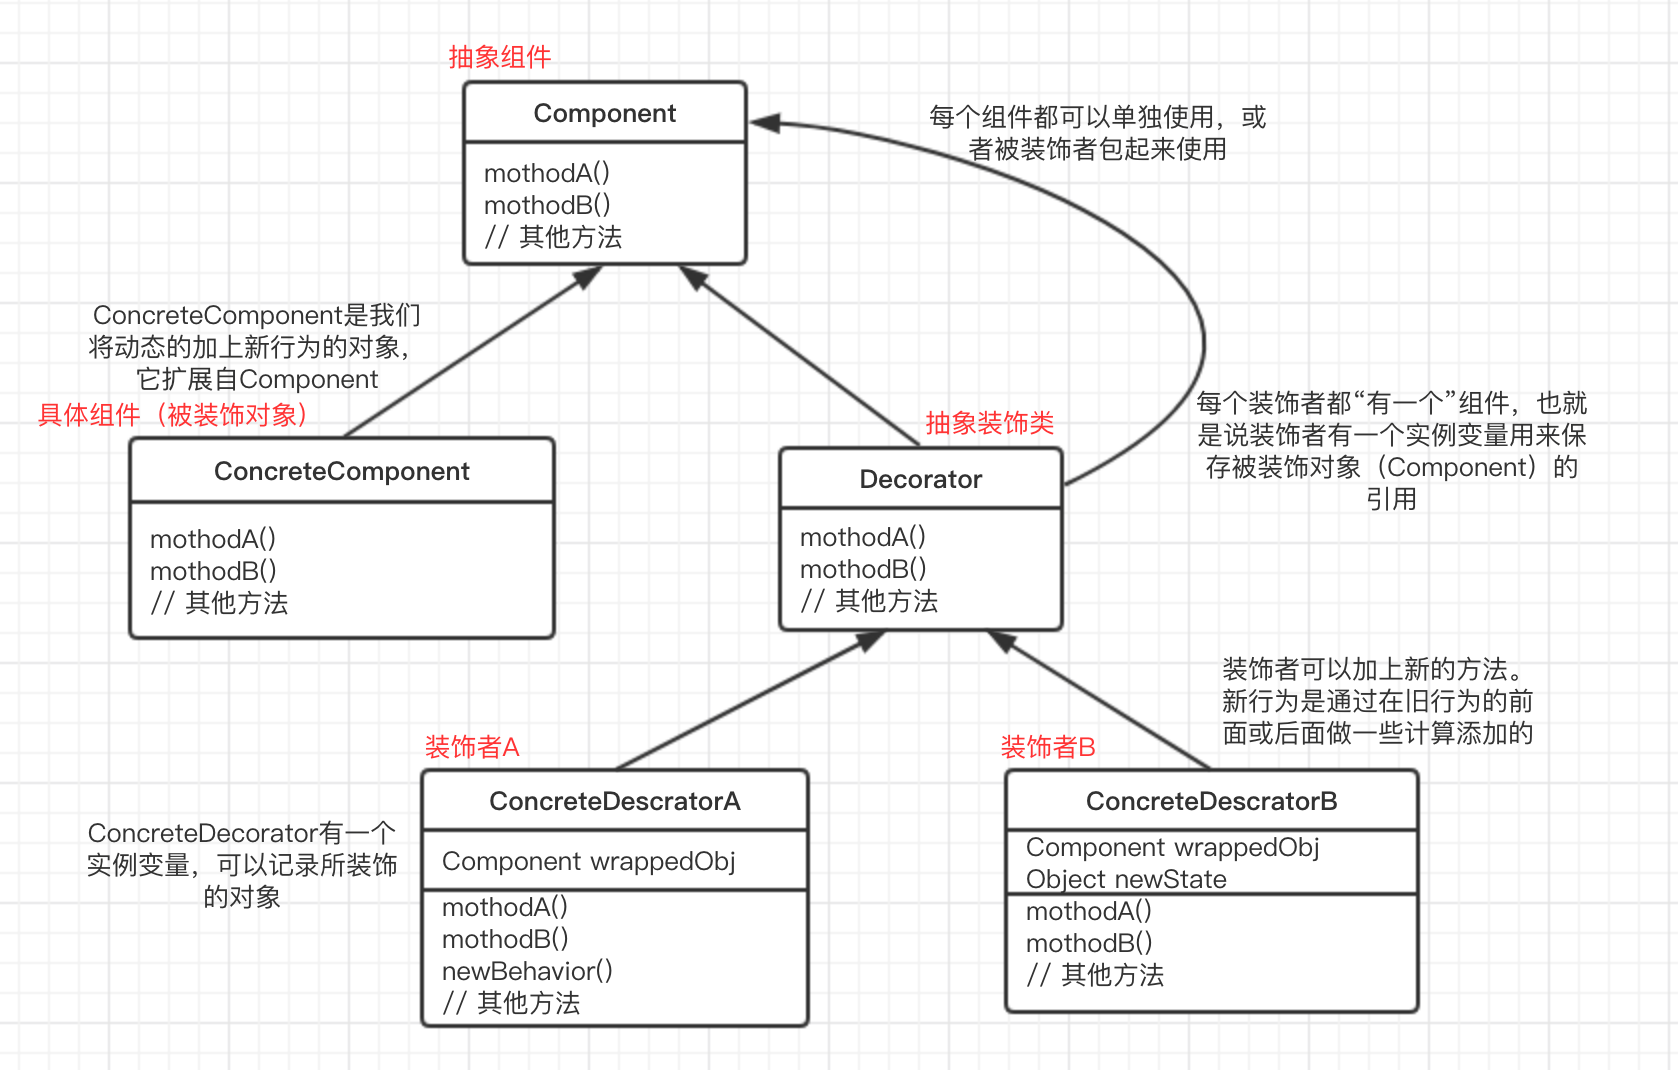 抽象组件
Component
mothodA()
mothodB()
// 其他方法
每个组件都可以单独使用，或
者被装饰者包起来使用
ConcreteComponent是我们
将动态的加上新行为的对象，
它扩展自Component
具体组件（被装饰对象）
ConcreteComponent
mothodA()
mothodB()
// 其他方法
抽象装饰类
Decorator
mothodA()
mothodB()
// 其他方法
每个装饰者都“有一个”组件，也就
是说装饰者有一个实例变量用来保
存被装饰对象（Component）的
引用
装饰者可以加上新的方法。
新行为是通过在旧行为的前
面或后面做一些计算添加的
ConcreteDecorator有一个
实例变量，可以记录所装饰
的对象
装饰者A
ConcreteDescratorA
Component wrappedObj
mothodA()
mothodB()
newBehavior()
// 其他方法
装饰者B
ConcreteDescratorB
Component wrappedObj
Object newState
mothodA()
mothodB()
// 其他方法